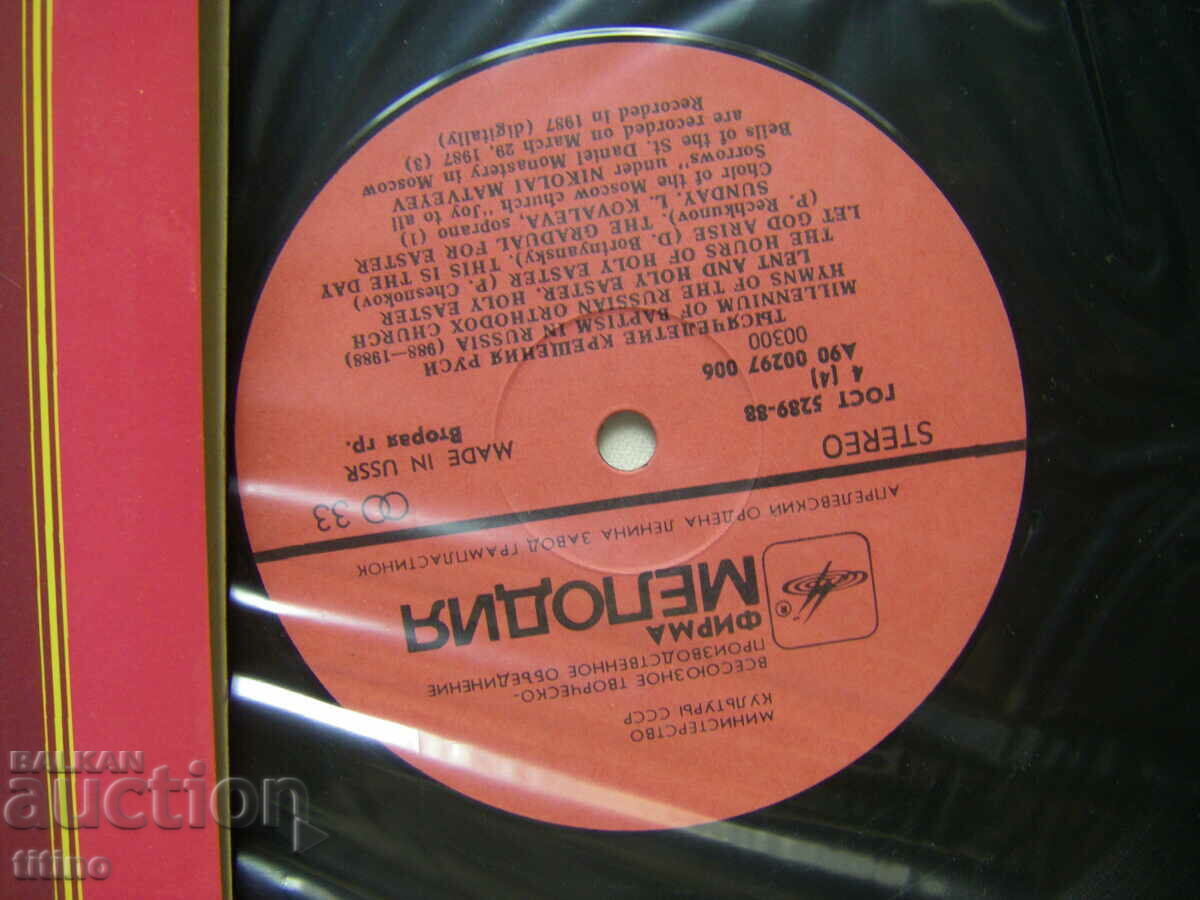 МИНИСТЕРСТВО
КУЛЬТУРЫ СССР
ВСЕСОЮЗНОЕ ТВОРЧЕСКО-
ПРОИЗВОДСТВЕННОЕ ОБЪЕДИНЕНИЕ
ФИРМА
МЕЛОДИЯ
®
АПРЕЛЕВСКИЙ ОРДЕНА ЛЕНИНА ЗАВОД ГРАМПЛАСТИНОК
STEREO
33
ГОСТ 5289-88
MADE IN USSR
4 (4)
Вторая гр.
А90 00297 006
00300
ТЫСЯЧЕЛЕТИЕ КРЕЩЕНИЯ РУСИ
MILLENNIUM OF BAPTISM IN RUSSIA (988—1988)
HYMNS OF THE RUSSIAN ORTHODOX CHURCH
LENT AND HOLY EASTER, HOLY EASTER
THE HOURS OF HOLY EASTER (P. Chesnokov)
LET GOD ARISE (D. Bortnyansky). THIS IS THE DAY
(P. Rechkunov). THE GRADUAL FOR EASTER
SUNDAY, L. KOVALEVA, soprano (1)
Choir of the Moscow church "Joy to all
Sorrows" under NIKOLAI MATVEYEV
Bells of the St. Daniel Monastery in Moscow
are recorded on March 29, 1987 (3)
Recorded in 1987 (digitally)
BALKAN
auction
titino